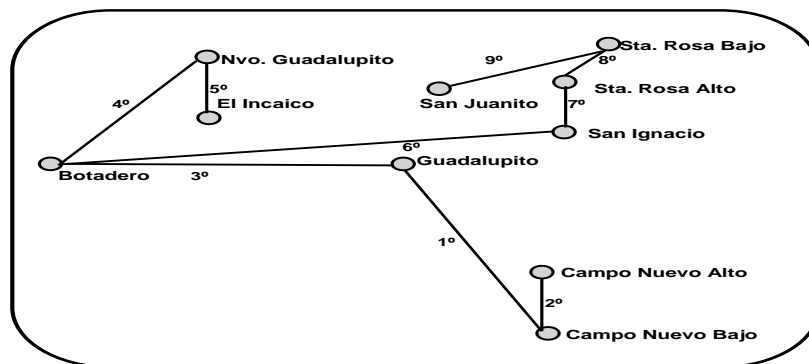 Sta. Rosa Bajo
9º
Nvo. Guadalupito
8º
5º
Sta. Rosa Alto
4º
El Incaico
San Juanito
7º
San Ignacio
6º
Guadalupito
Botadero
3º
1º
Campo Nuevo Alto
2º
Campo Nuevo Bajo